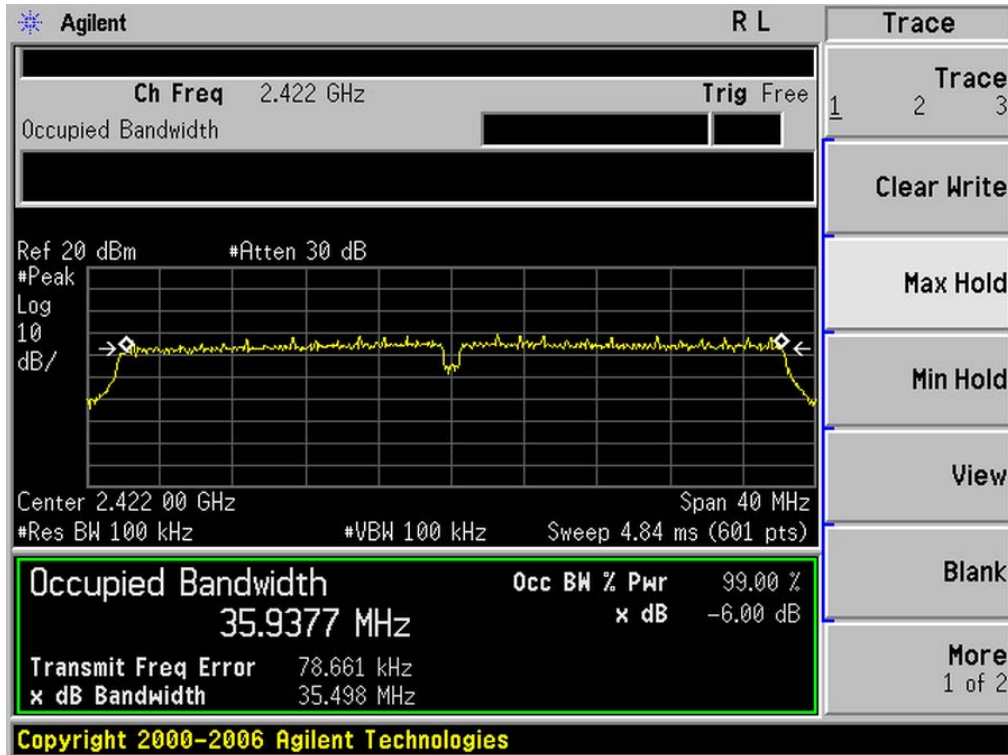 Agilent R L Trace
Ch Freq 2.422 GHz Trig Free
Occupied Bandwidth
Trace
1 2 3
Clear Write
Max Hold
Min Hold
View
Blank
More
1 of 2
Ref 20 dBm #Atten 30 dB
#Peak
Log
10
dB/
Center 2.422 00 GHz Span 40 MHz
#Res BW 100 kHz #VBW 100 kHz Sweep 4.84 ms (601 pts)
Occupied Bandwidth Occ BW % Pwr 99.00 %
35.9377 MHz x dB -6.00 dB
Transmit Freq Error 78.661 kHz
x dB Bandwidth 35.498 MHz
Copyright 2000-2006 Agilent Technologies